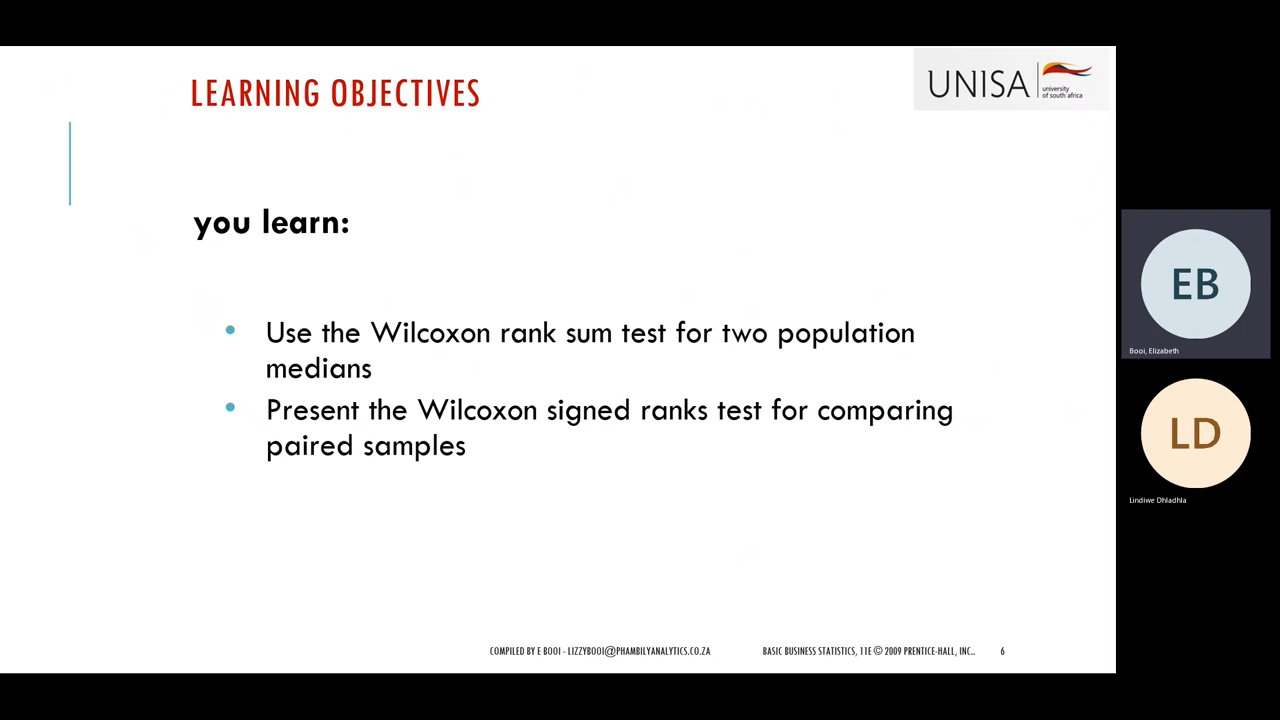 LEARNING OBJECTIVES
UNISA
university
of south africa
you learn:
• Use the Wilcoxon rank sum test for two population
medians
• Present the Wilcoxon signed ranks test for comparing
paired samples
EB
Booi, Elizabeth
LD
Lindiwe Dhladhla
COMPILED BY E BOOI - LIZZYBOOI@PHAMBILYANALYTICS.CO.ZA
BASIC BUSINESS STATISTICS, 11E © 2009 PRENTICE-HALL, INC..
6